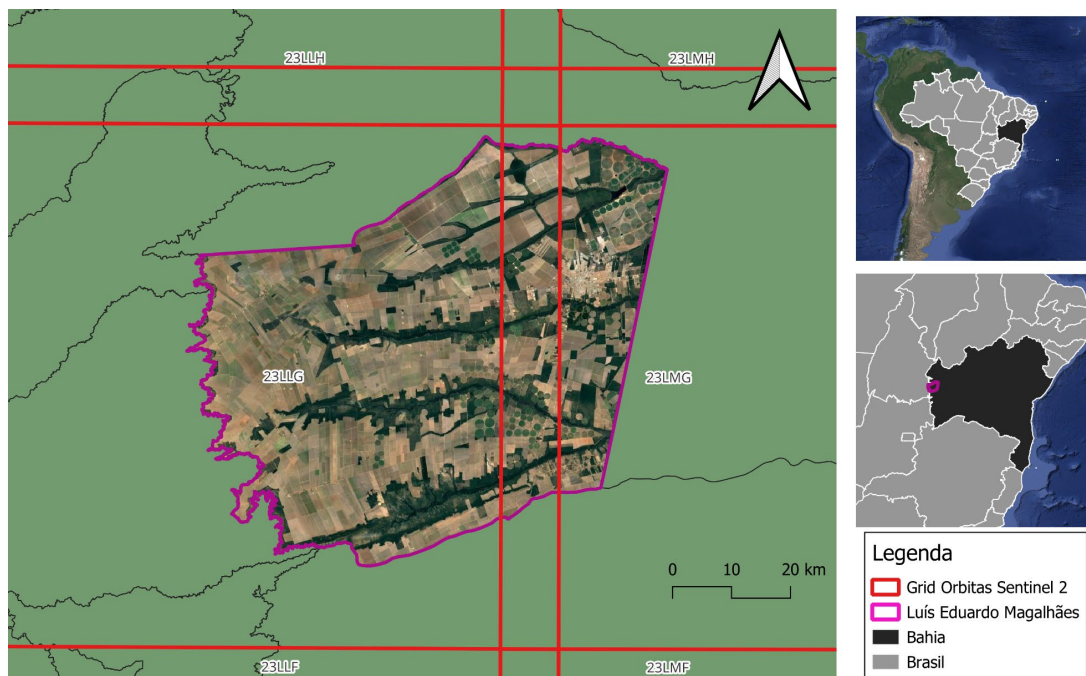 23LLH
23LMH
23LLG
23LMG
0 10 20 km
23LLF
23LMF
Legenda
Grid Orbitas Sentinel 2
Luís Eduardo Magalhães
Bahia
Brasil